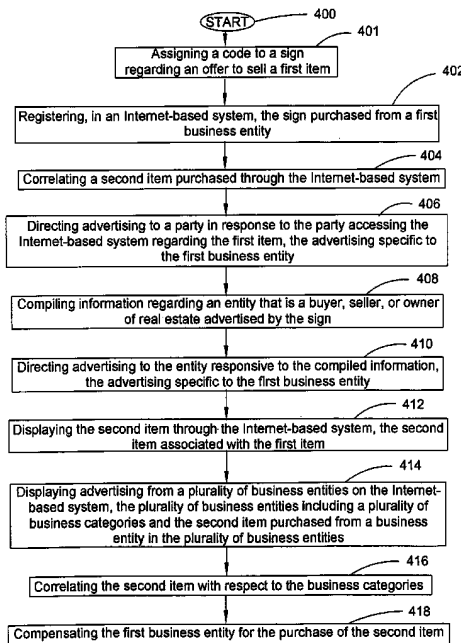 START
400
401
Assigning a code to a sign
regarding an offer to sell a first item
402
Registering, in an Internet-based system, the sign purchased from a first
business entity
404
Correlating a second item purchased through the Internet-based system
406
Directing advertising to a party in response to the party accessing the
Internet-based system regarding the first item, the advertising specific to
the first business entity
408
Compiling information regarding an entity that is a buyer, seller, or owner
of real estate advertised by the sign
410
Directing advertising to the entity responsive to the compiled information,
the advertising specific to the first business entity
412
Displaying the second item through the Internet-based system, the second
item associated with the first item
414
Displaying advertising from a plurality of business entities on the Internet-
based system, the plurality of business entities including a plurality of
business categories and the second item purchased from a business
entity in the plurality of business entities
416
Correlating the second item with respect to the business categories
418
Compensating the first business entity for the purchase of the second item